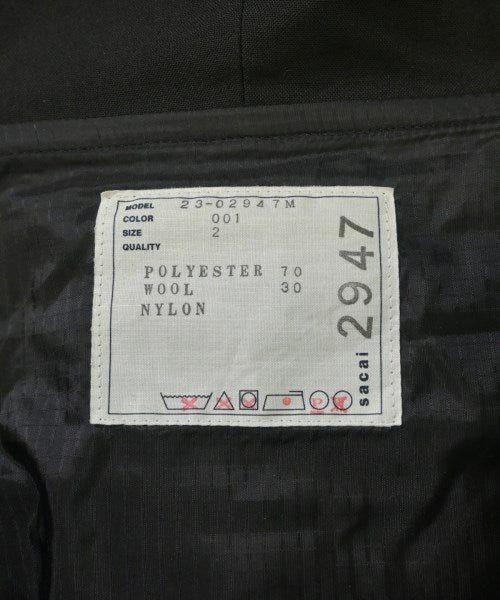 MODEL 23-02947M
COLOR 001
SIZE 2
QUALITY
POLYESTER 70
WOOL 30
NYLON
P
sacai 2947